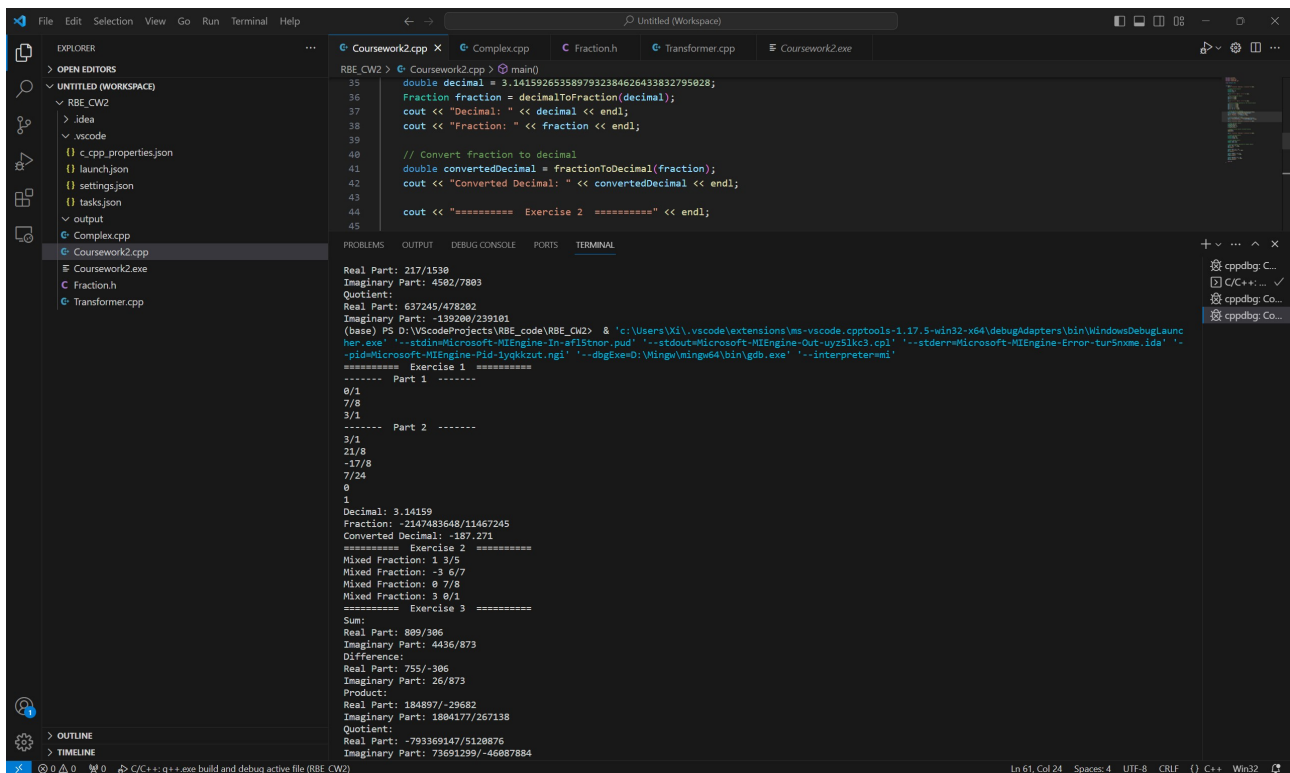 File Edit Selection View Go Run Terminal Help
Untitled (Workspace)
EXPLORER
OPEN EDITORS
UNTITLED (WORKSPACE)
RBE_CW2
.idea
.vscode
{} c_cpp_properties.json
{} launch.json
{} settings.json
{} tasks.json
output
Complex.cpp
Coursework2.cpp
Coursework2.exe
C Fraction.h
Transformer.cpp
OUTLINE
TIMELINE
Coursework2.cpp Complex.cpp C Fraction.h Transformer.cpp Coursework2.exe
RBE_CW2 > Coursework2.cpp > main()
35 double decimal = 3.1415926535897932384626433832795028;
36 Fraction fraction = decimalToFraction(decimal);
37 cout << "Decimal: " << decimal << endl;
38 cout << "Fraction: " << fraction << endl;
39
40 // Convert fraction to decimal
41 double convertedDecimal = fractionToDecimal(fraction);
42 cout << "Converted Decimal: " << convertedDecimal << endl;
43
44 cout << "========== Exercise 2 ==========" << endl;
45
PROBLEMS OUTPUT DEBUG CONSOLE PORTS TERMINAL
Real Part: 217/1530
Imaginary Part: 4502/7803
Quotient:
Real Part: 637245/478202
Imaginary Part: -139200/239101
(base) PS D:\VScodeProjects\RBE_code\RBE_CW2> & 'c:\Users\Xi\.vscode\extensions\ms-vscode.cpptools-1.17.5-win32-x64\debugAdapters\bin\WindowsDebugLaunc
her.exe' '--stdin=Microsoft-MIEngine-In-afl5tnor.pud' '--stdout=Microsoft-MIEngine-Out-uyz5lkc3.cpl' '--stderr=Microsoft-MIEngine-Error-tur5nxme.ida' '-
-pid=Microsoft-MIEngine-Pid-1yqkkzut.ngi' '--dbgExe=D:\Mingw\mingw64\bin\gdb.exe' '--interpreter=mi'
========== Exercise 1 ==========
------- Part 1 -------
0/1
7/8
3/1
------- Part 2 -------
3/1
21/8
-17/8
7/24
0
1
Decimal: 3.14159
Fraction: -2147483648/11467245
Converted Decimal: -187.271
========== Exercise 2 ==========
Mixed Fraction: 1 3/5
Mixed Fraction: -3 6/7
Mixed Fraction: 0 7/8
Mixed Fraction: 3 0/1
========== Exercise 3 ==========
Sum:
Real Part: 809/306
Imaginary Part: 4436/873
Difference:
Real Part: 755/-306
Imaginary Part: 26/873
Product:
Real Part: 184897/-29682
Imaginary Part: 1804177/267138
Quotient:
Real Part: -793369147/5120876
Imaginary Part: 73691299/-46087884
cppdbg: C...
C/C++: ...
cppdbg: Co...
cppdbg: Co...
1
0 0 0 C/C++: g++.exe build and debug active file (RBE_CW2)
Ln 61, Col 24 Spaces: 4 UTF-8 CRLF {} C++ Win32